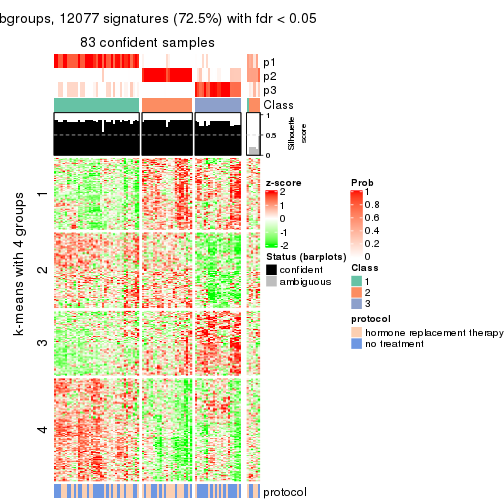 bgroups, 12077 signatures (72.5%) with fdr < 0.05
83 confident samples
p1
p2
p3
Class
1
0.5
0
Silhouette
score
k-means with 4 groups
1
2
3
4
z-score
2
1
0
-1
-2
Status (barplots)
confident
ambiguous
Prob
1
0.8
0.6
0.4
0.2
0
Class
1
2
3
protocol
hormone replacement therapy
no treatment
protocol